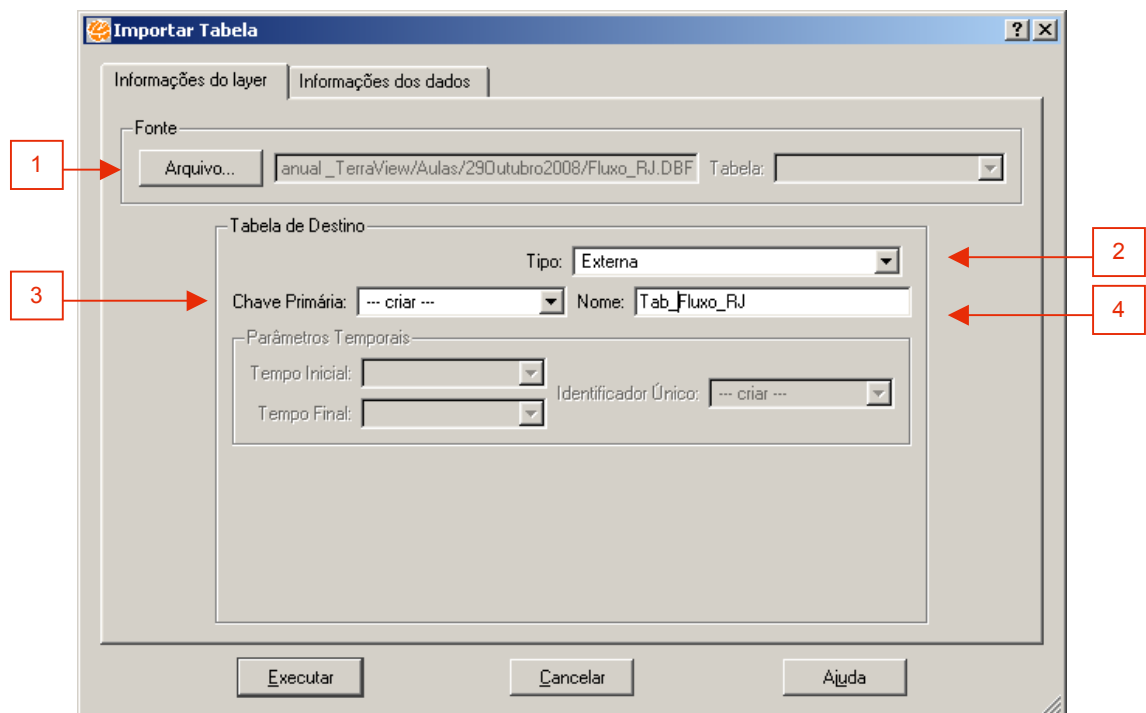 Importar Tabela
Informações do layer Informações dos dados
Fonte
1 Arquivo... anual_TerraView/Aulas/29Outubro2008/Fluxo_RJ.DBF Tabela:
Tabela de Destino
Tipo: Externa 2
3 Chave Primária: --- criar --- Nome: Tab_Fluxo_RJ 4
Parâmetros Temporais
Tempo Inicial:
Identificador Único: --- criar ---
Tempo Final:
Executar Cancelar Ajuda